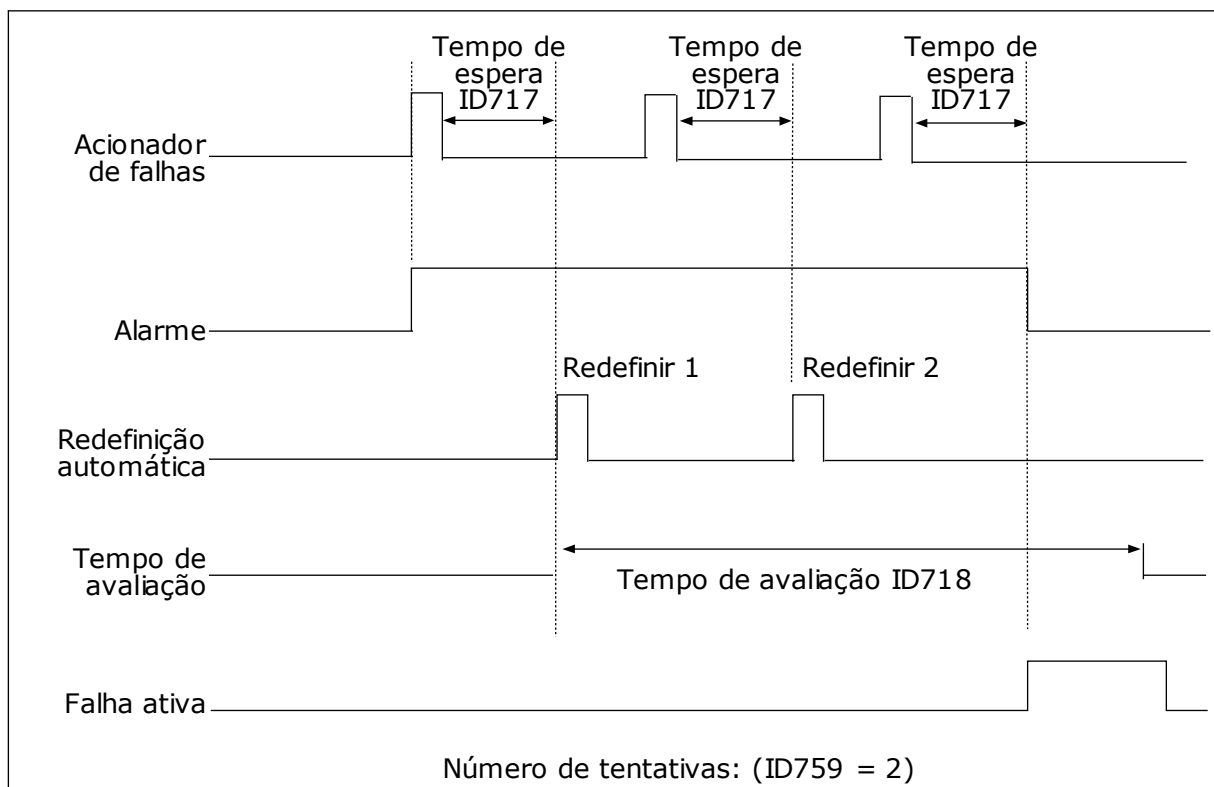 Tempo de
espera
ID717
Tempo de
espera
ID717
Tempo de
espera
ID717
Acionador
de falhas
Alarme
Redefinir 1
Redefinir 2
Redefinição
automática
Tempo de
avaliação
Tempo de avaliação ID718
Falha ativa
Número de tentativas: (ID759 = 2)